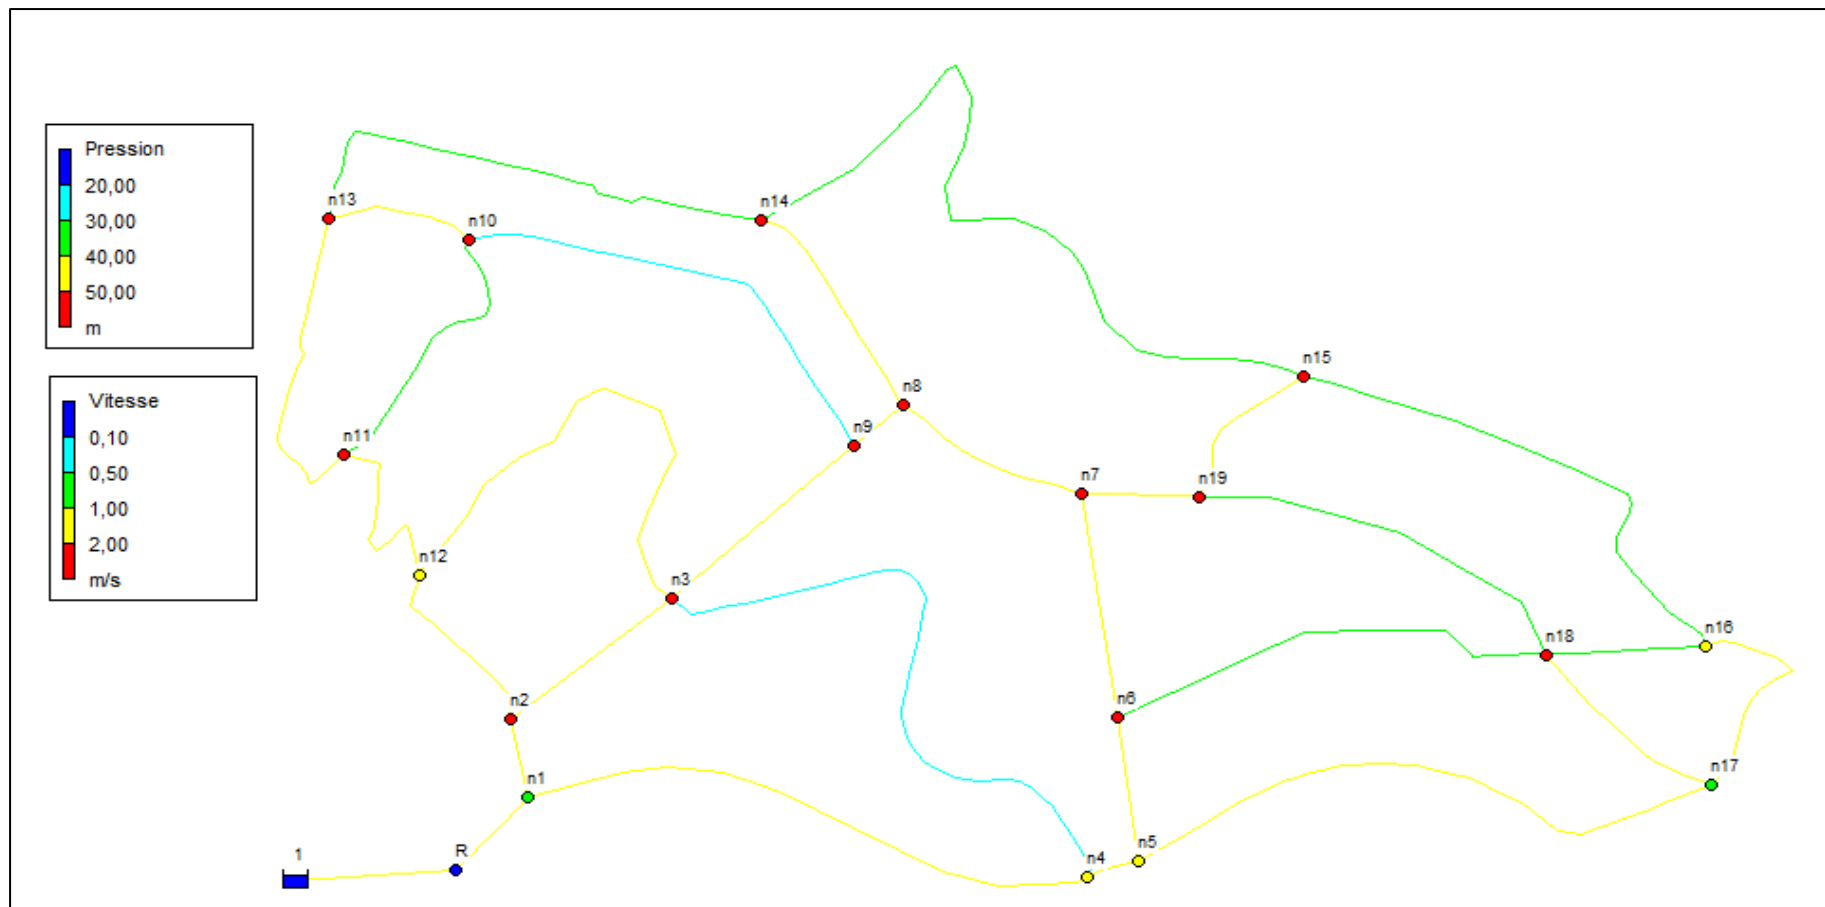 Pression
20,00
30,00
40,00
50,00
m
Vitesse
0,10
0,50
1,00
2,00
m/s
n13
n10
n14
n15
n8
n9
n11
n7
n19
n12
n3
n16
n18
n2
n6
n17
n1
n5
n4
R
1